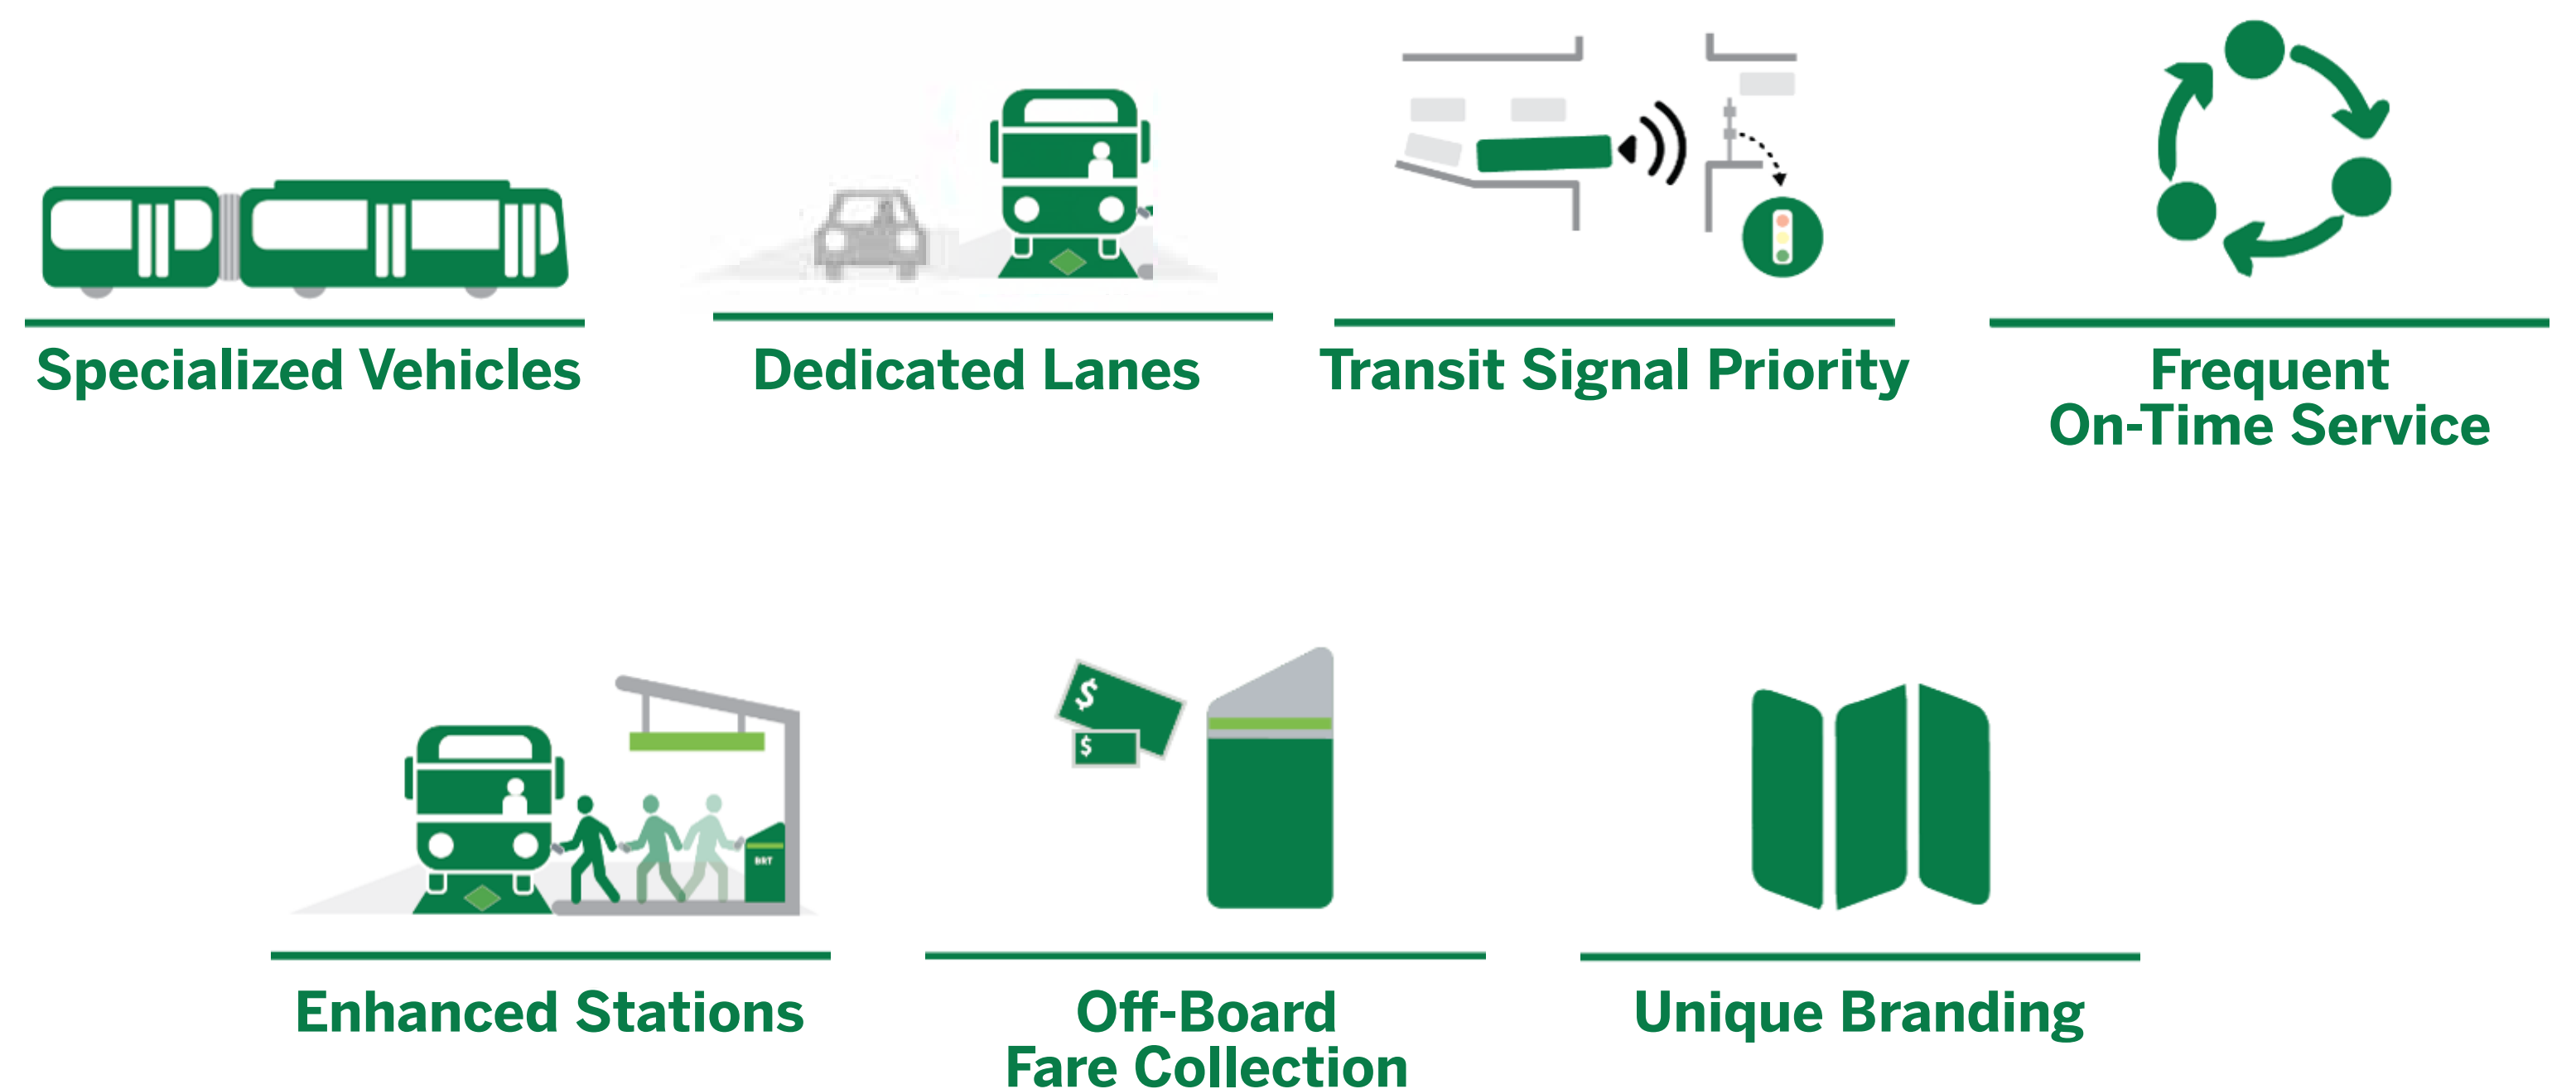 Specialized Vehicles
Dedicated Lanes
Transit Signal Priority
Frequent
On-Time Service
$
$
BRT
Enhanced Stations
Off-Board
Fare Collection
Unique Branding